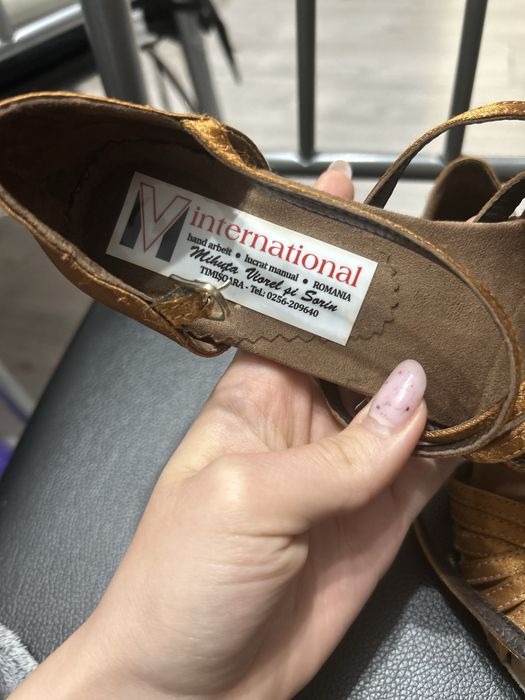 M international
hand arbeit • lucrat manual • ROMANIA
Mihuța Viorel și Sorin
TIMIȘOARA - Tel: 0256-209640